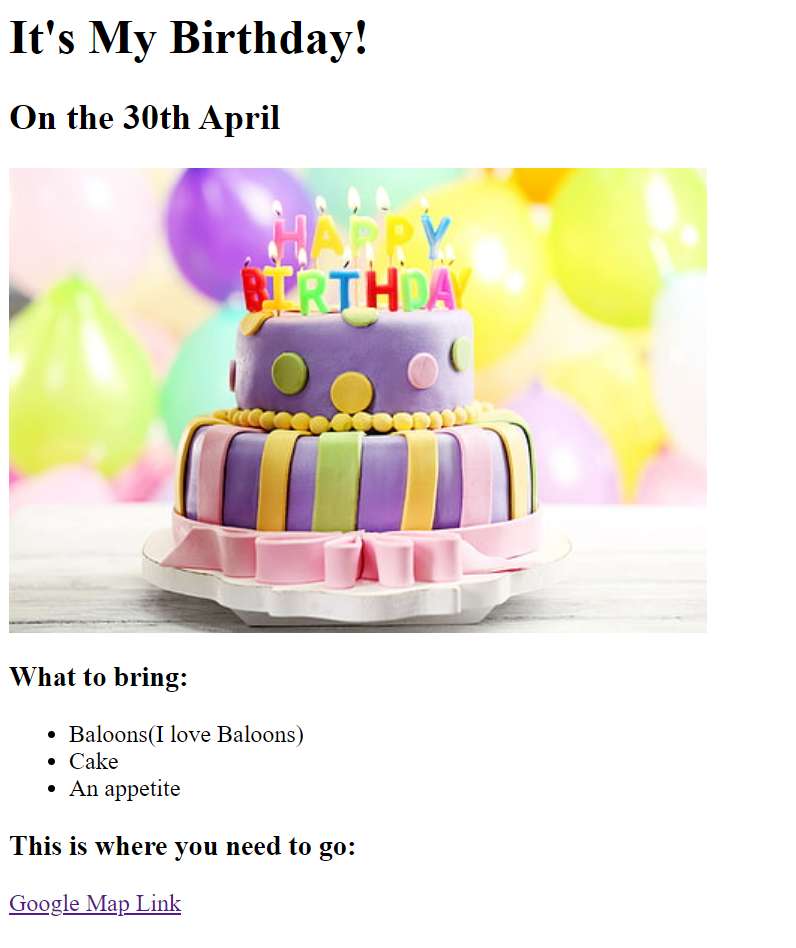 It's My Birthday!
On the 30th April
HAPPY
BIRTHDAY
What to bring:
Baloons(I love Baloons)
Cake
An appetite
This is where you need to go:
Google Map Link